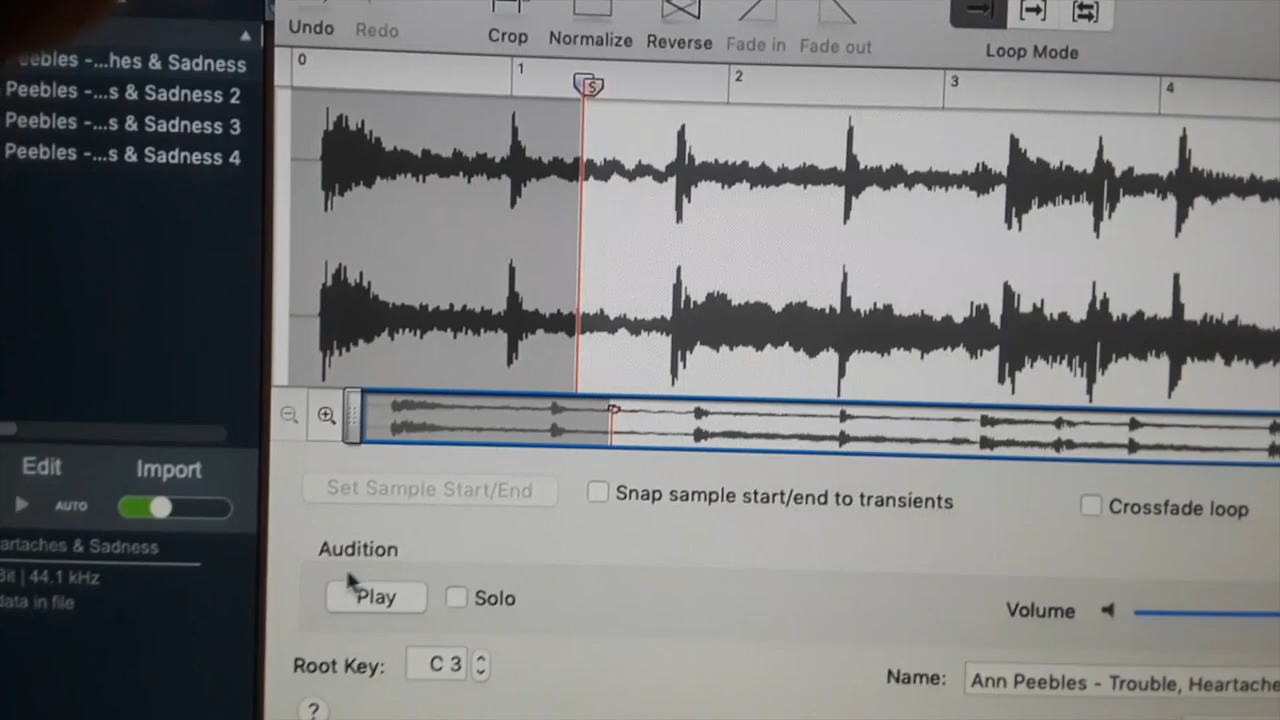 Undo Redo Crop Normalize Reverse Fade in Fade out
Loop Mode
0 1 2 3 4
S
Peebles -...hes & Sadness
Peebles -...s & Sadness 2
Peebles -...s & Sadness 3
Peebles -...s & Sadness 4
Edit Import
AUTO
artaches & Sadness
Bit | 44.1 kHz
data in file
Set Sample Start/End
Snap sample start/end to transients
Crossfade loop
Audition
Play
Solo
Volume
Root Key: C 3
Name: Ann Peebles - Trouble, Heartache
?